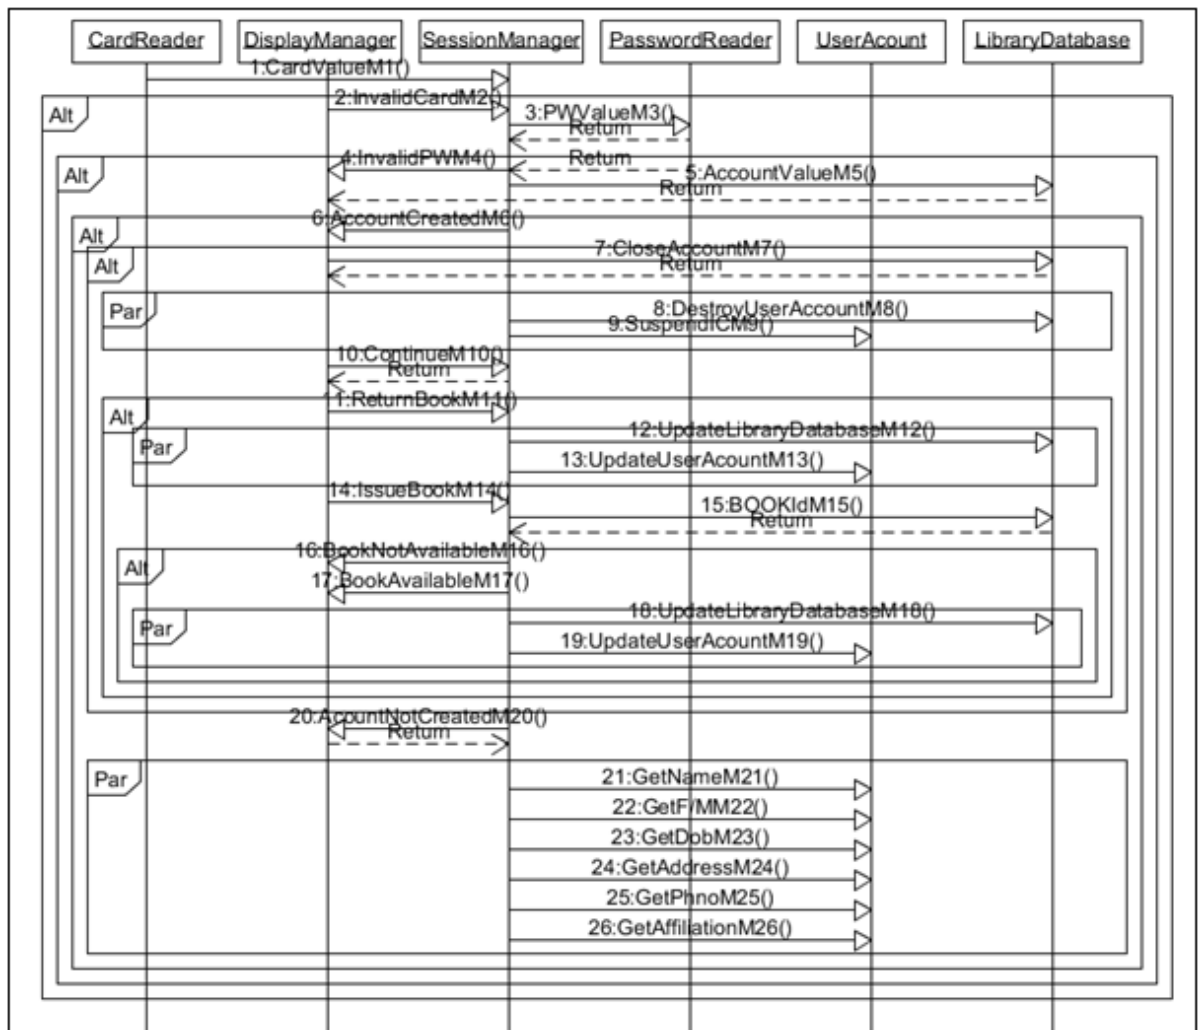 CardReader DisplayManager SessionManager PasswordReader UserAcount LibraryDatabase
1:CardValueM1()
2:InvalidCardM2()
Alt
3:PWValueM3()
Return
4:InvalidPWM4()
Return
Alt
5:AccountValueM5()
Return
6:AccountCreatedM6()
Alt
7:CloseAccountM7()
Alt
Return
Par
8:DestroyUserAccountM8()
9:SuspendICM9()
10:ContinueM10()
Return
11:ReturnBookM11()
Alt
12:UpdateLibraryDatabaseM12()
Par
13:UpdateUserAcountM13()
14:IssueBookM14()
15:BOOKIdM15()
Return
16:BookNotAvailableM16()
Alt
17:BookAvailableM17()
18:UpdateLibraryDatabaseM18()
Par
19:UpdateUserAcountM19()
20:AcountNotCreatedM20()
Return
Par
21:GetNameM21()
22:GetF/MM22()
23:GetDobM23()
24:GetAddressM24()
25:GetPhnoM25()
26:GetAffiliationM26()